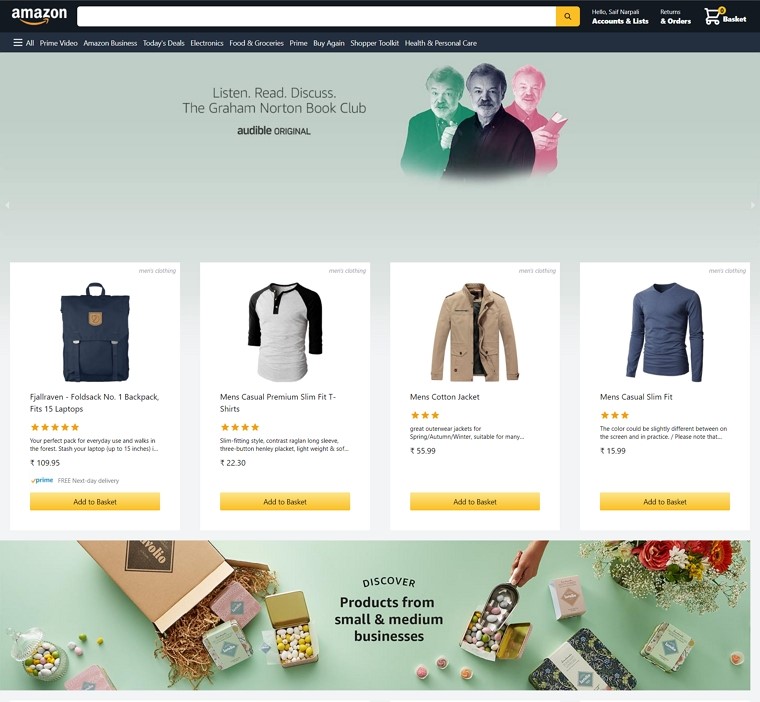 amazon
Hello, Saif Narpali
Accounts & Lists
Returns
& Orders
0
Basket
All Prime Video Amazon Business Today's Deals Electronics Food & Groceries Prime Buy Again Shopper Toolkit Health & Personal Care
Listen. Read. Discuss.
The Graham Norton Book Club
audible ORIGINAL
men's clothing
Fjallraven - Foldsack No. 1 Backpack,
Fits 15 Laptops
Your perfect pack for everyday use and walks
in the forest. Stash your laptop (up to 15 inches) i...
₹ 109.95
prime FREE Next-day delivery
Add to Basket
men's clothing
Mens Casual Premium Slim Fit T-
Shirts
Slim-fitting style, contrast raglan long sleeve,
three-button henley placket, light weight & sof...
₹ 22.30
Add to Basket
men's clothing
Mens Cotton Jacket
great outerwear jackets for
Spring/Autumn/Winter, suitable for many...
₹ 55.99
Add to Basket
men's clothing
Mens Casual Slim Fit
The color could be slightly different between on
the screen and in practice. / Please note that...
₹ 15.99
Add to Basket
DISCOVER
Products from
small & medium
businesses